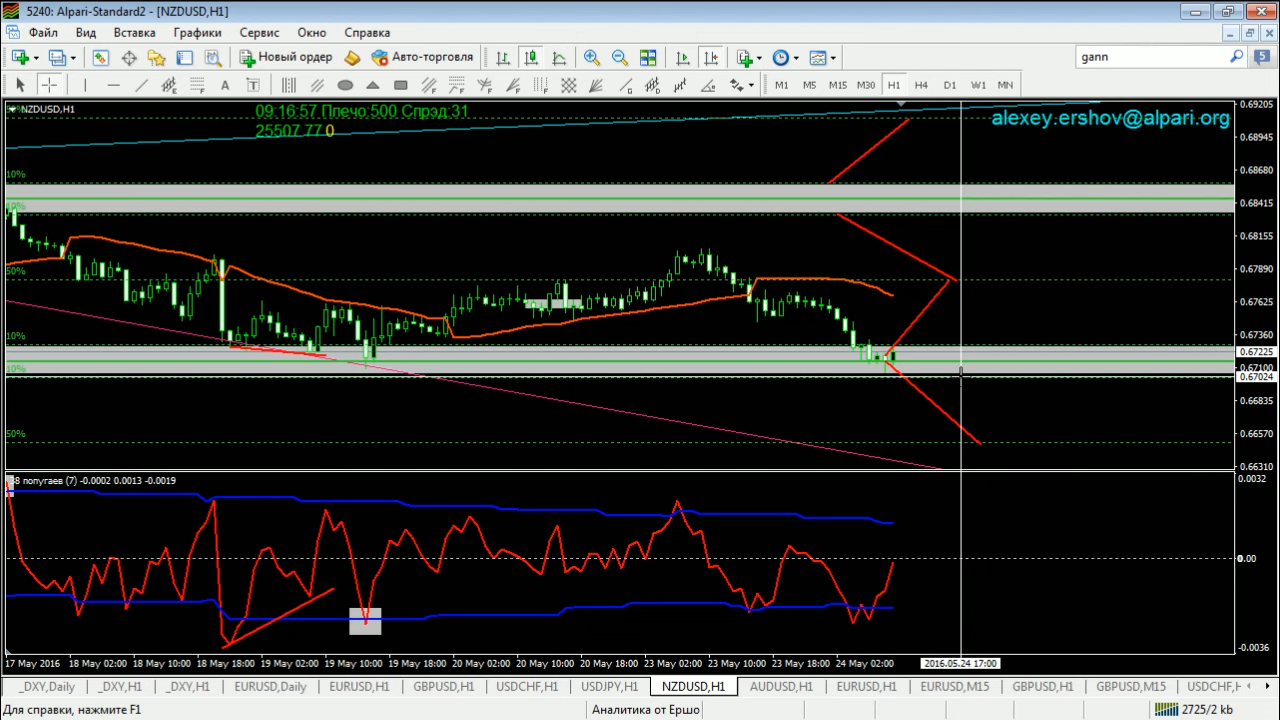 5240: Alpari-Standard2 - [NZDUSD,H1]
Файл Вид Вставка Графики Сервис Окно Справка
Новый ордер Авто-торговля gann 5
A T M1 M5 M15 M30 H1 H4 D1 W1 MN
NZDUSD,H1
09:16:57 Плечо:500 Спрэд:31
25507.77 0
alexey.ershov@alpari.org
0.69205
0.68945
10% 0.68680
10% 0.68415
0.68155
50% 0.67890
0.67625
10% 0.67360
0.67225
10% 0.67100
0.67024
0.66835
50% 0.66570
0.66310
38 попугаев (7) -0.0002 0.0013 -0.0019 0.0032
0.00
-0.0036
17 May 2016 18 May 02:00 18 May 10:00 18 May 18:00 19 May 02:00 19 May 10:00 19 May 18:00 20 May 02:00 20 May 10:00 20 May 18:00 23 May 02:00 23 May 10:00 23 May 18:00 24 May 02:00 2016.05.24 17:00
_DXY,Daily _DXY,H1 _DXY,H1 EURUSD,Daily EURUSD,H1 GBPUSD,H1 USDCHF,H1 USDJPY,H1 NZDUSD,H1 AUDUSD,H1 EURUSD,H1 EURUSD,M15 GBPUSD,H1 GBPUSD,M15 USDCHF,H
Для справки, нажмите F1 Аналитика от Ершо 2725/2 kb